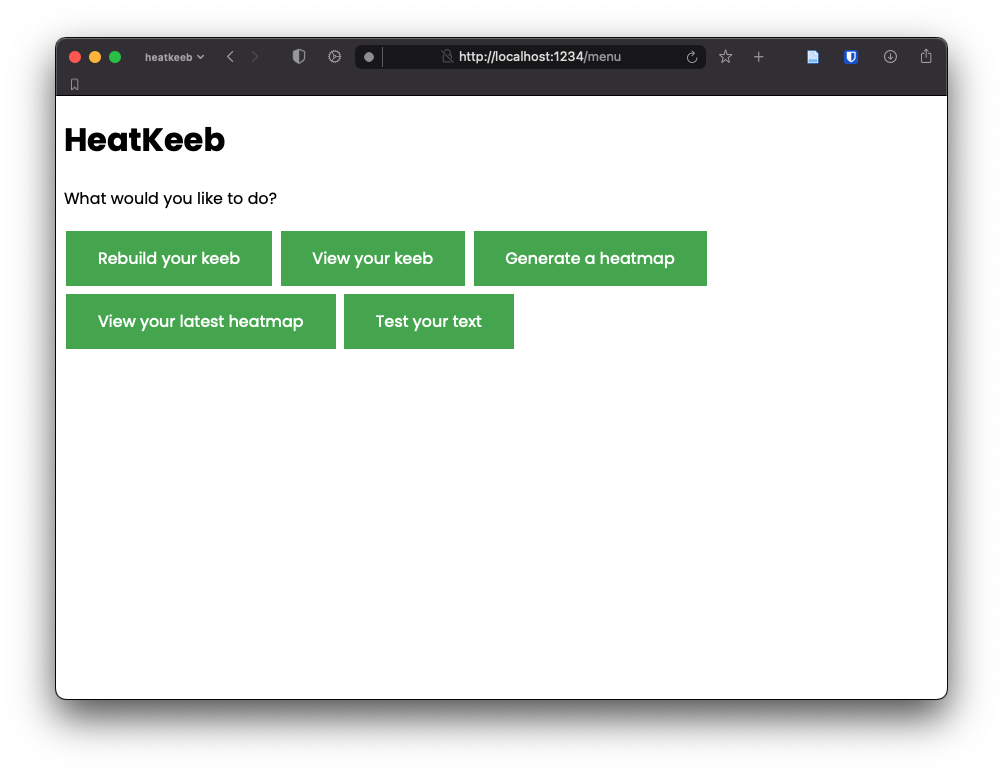 heatkeeb
http://localhost:1234/menu
HeatKeeb
What would you like to do?
Rebuild your keeb View your keeb Generate a heatmap
View your latest heatmap Test your text